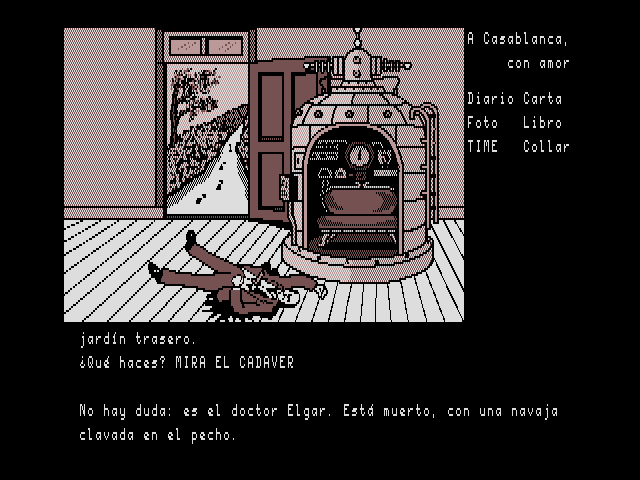 A Casablanca,
con amor
Diario Carta
Foto Libro
TIME Collar
jardín trasero.
¿Qué haces? MIRA EL CADAVER
No hay duda: es el doctor Elgar. Está muerto, con una navaja
clavada en el pecho.